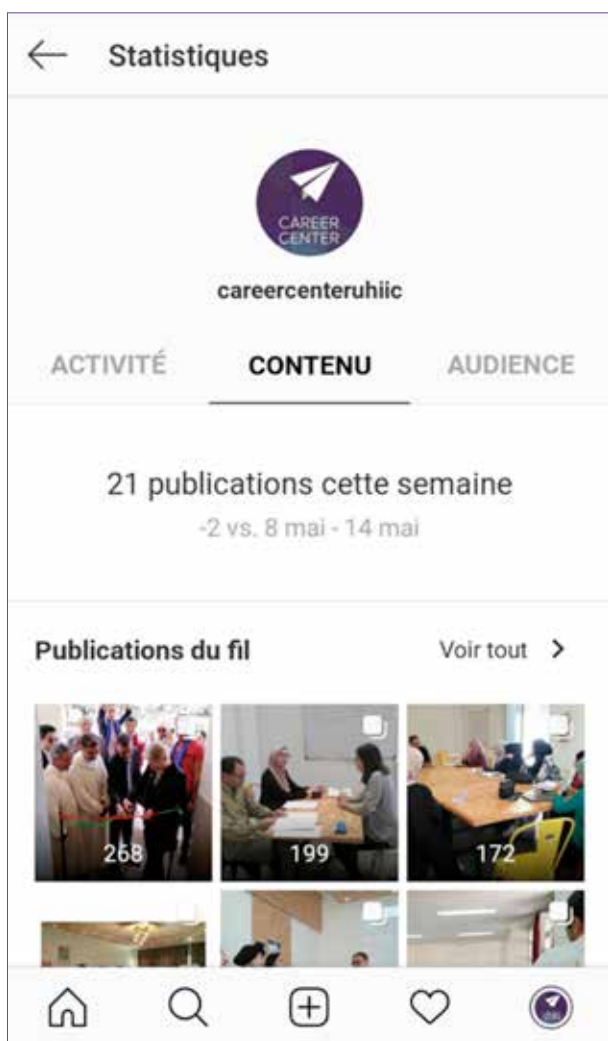 Statistiques
CAREER
CENTER
careercenteruhiic
ACTIVITÉ CONTENU AUDIENCE
21 publications cette semaine
-2 vs. 8 mai - 14 mai
Publications du fil Voir tout
268 199 172